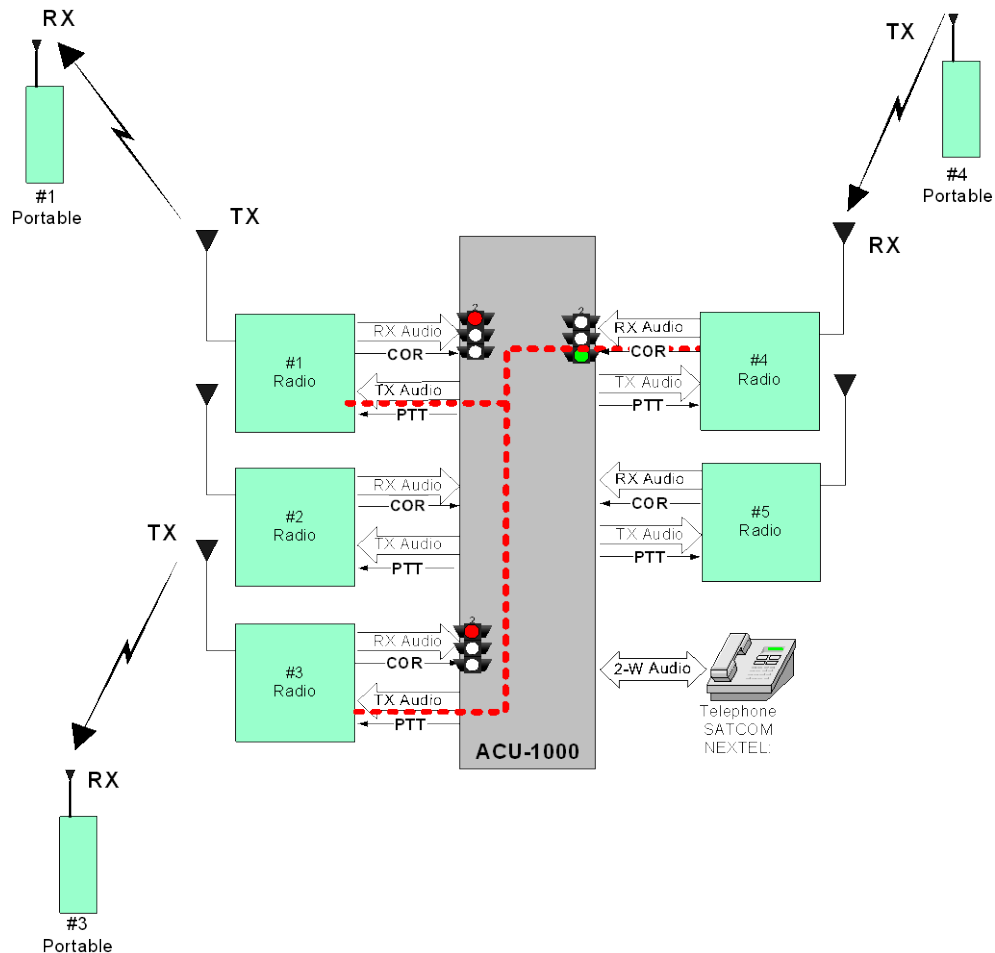 RX
TX
#1
Portable
#4
Portable
TX
RX
2
2
#1
Radio
RX Audio
COR
TX Audio
PTT
RX Audio
COR
TX Audio
PTT
#4
Radio
#2
Radio
RX Audio
COR
TX Audio
PTT
RX Audio
COR
TX Audio
PTT
#5
Radio
TX
2
#3
Radio
RX Audio
COR
TX Audio
PTT
2-W Audio
Telephone
SATCOM
NEXTEL:
ACU-1000
RX
#3
Portable